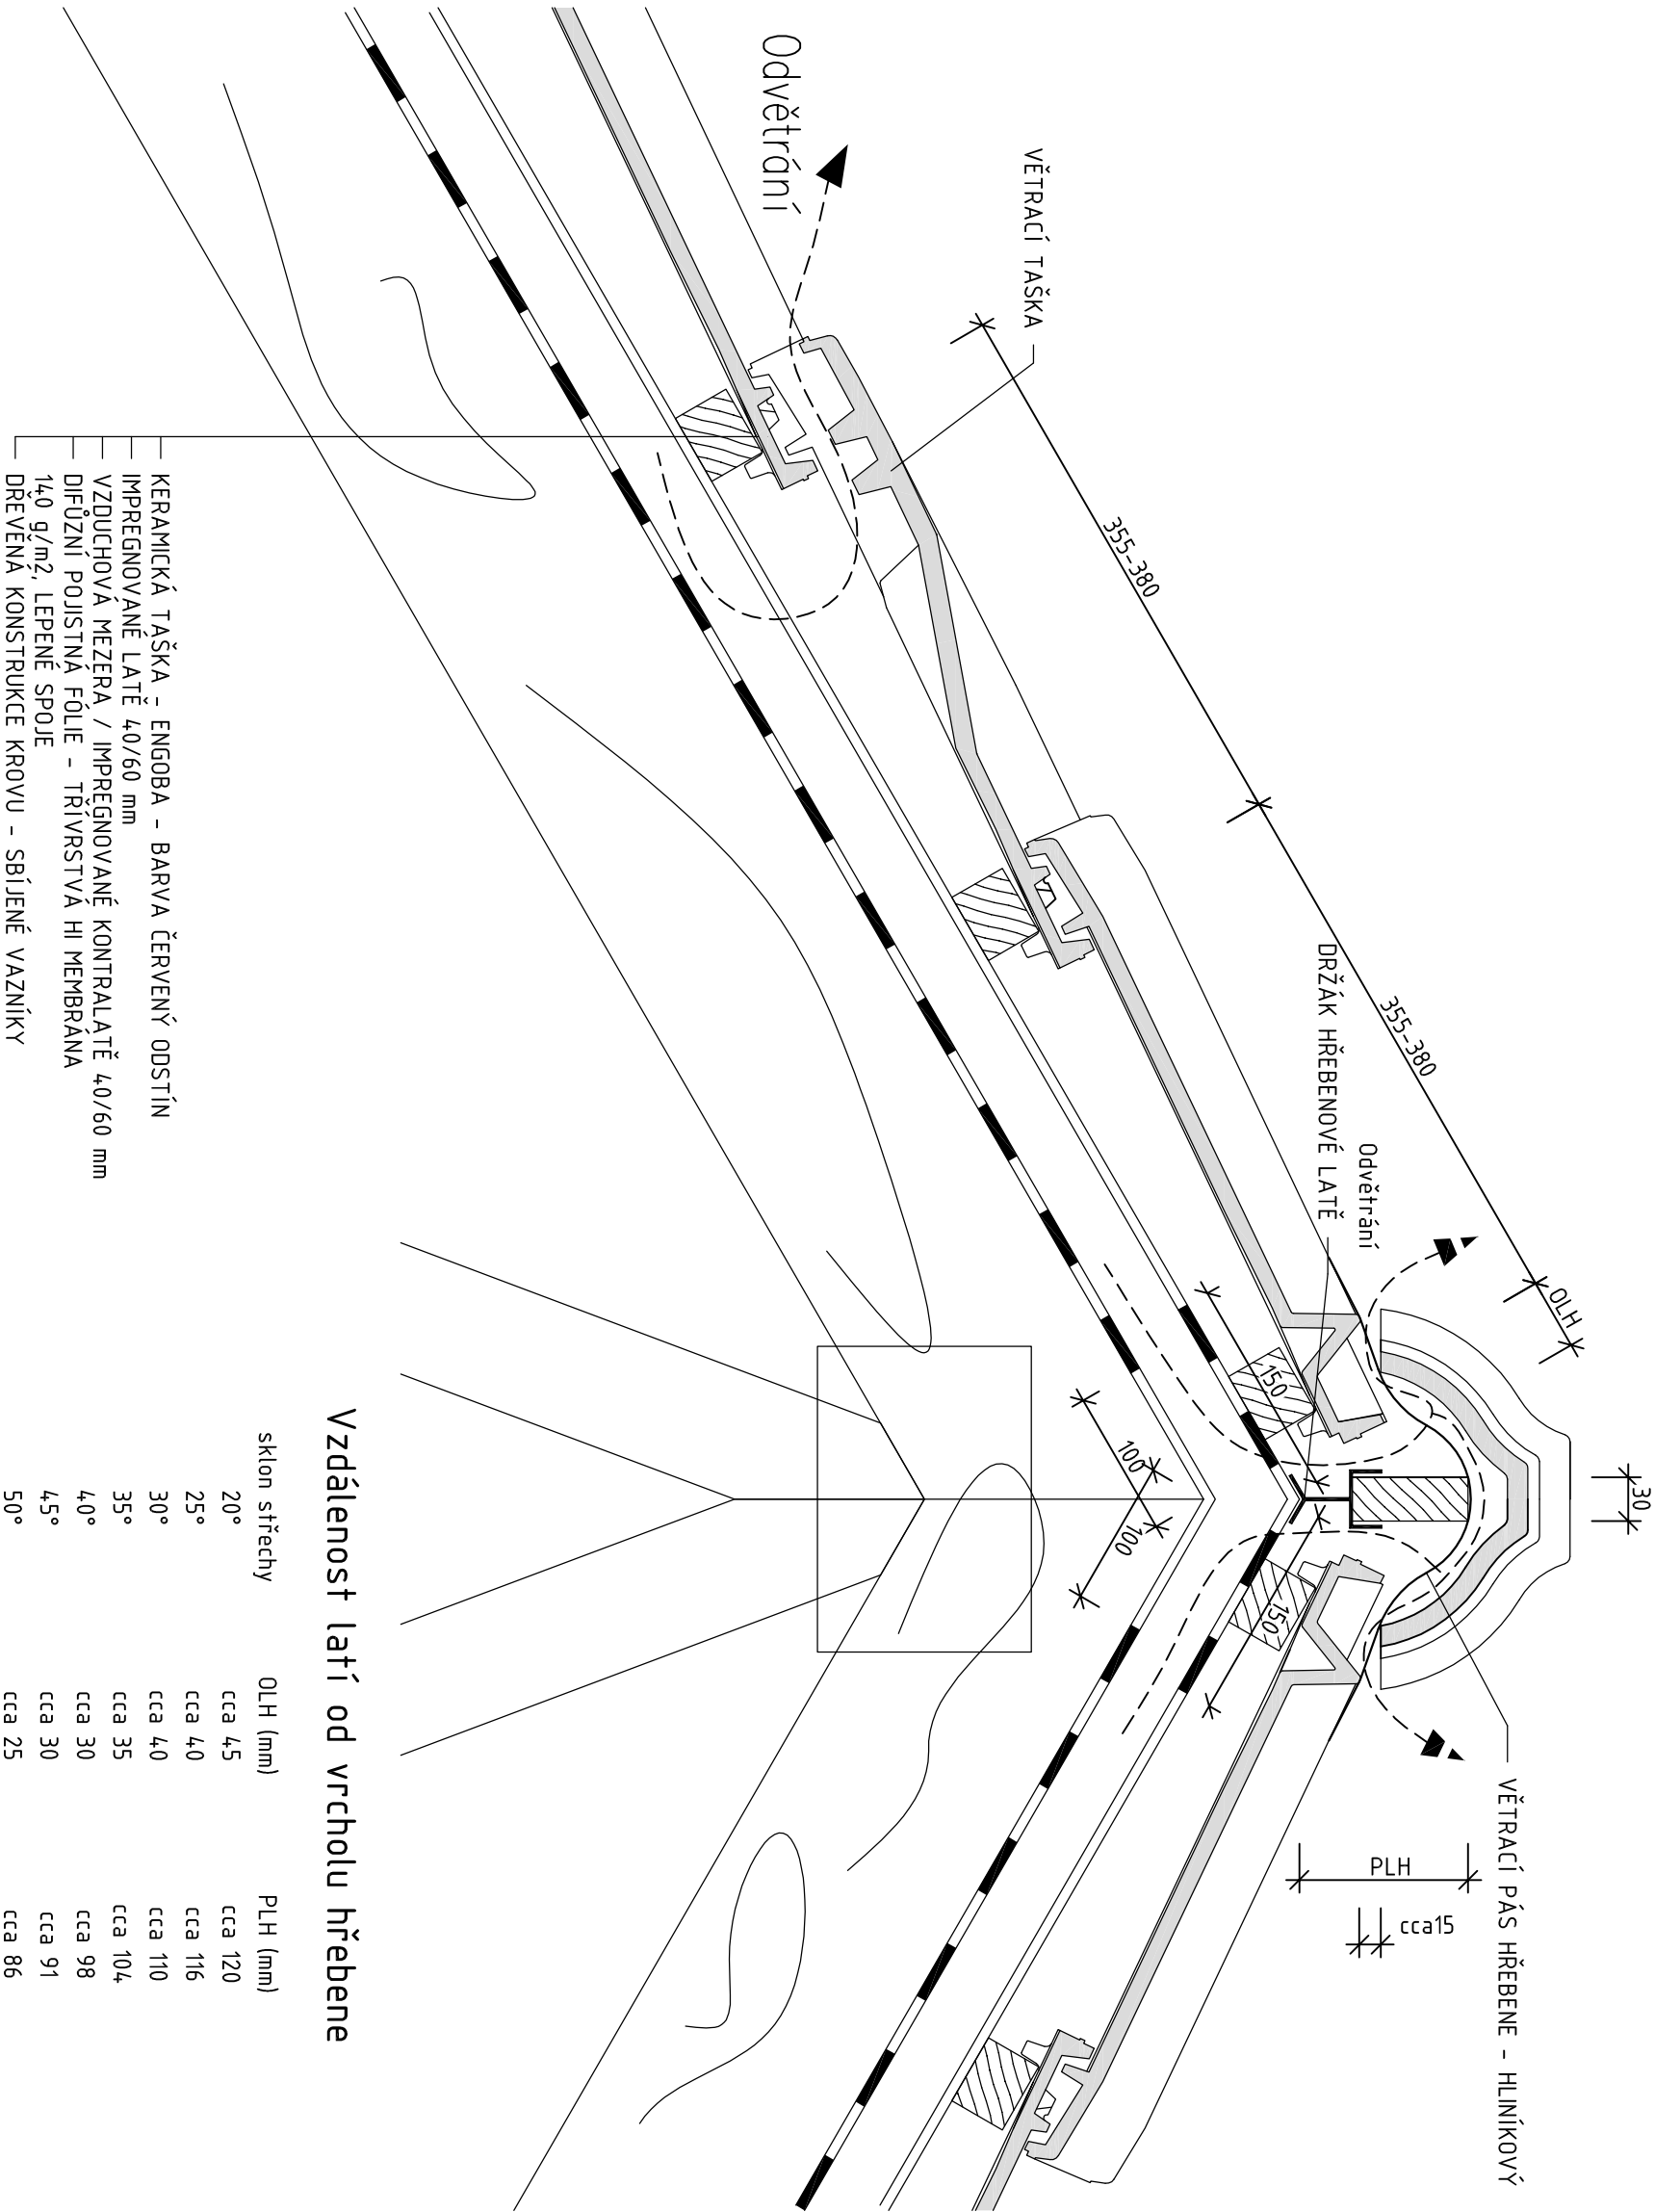 30
OLH
355-380
355-380
VĚTRACÍ TAŠKA
Odvětrání
DRŽÁK HŘEBENOVÉ LATĚ
Odvětrání
VĚTRACÍ PÁS HŘEBENE - HLINÍKOVÝ
PLH
cca15
150
150
100
100
KERAMICKÁ TAŠKA - ENGOBA - BARVA ČERVENÝ ODSTÍN
IMPREGNOVANÉ LATĚ 40/60 mm
VZDUCHOVÁ MEZERA / IMPREGNOVANÉ KONTRALATĚ 40/60 mm
DIFŮZNÍ POJISTNÁ FÓLIE - TŘÍVRSTVÁ HI MEMBRÁNA
140 g/m2, LEPENÉ SPOJE
DŘEVĚNÁ KONSTRUKCE KROVU - SBÍJENÉ VAZNÍKY
Vzdálenost latí od vrcholu hřebene
sklon střechy OLH (mm) PLH (mm)
20° cca 45 cca 120
25° cca 40 cca 116
30° cca 40 cca 110
35° cca 35 cca 104
40° cca 30 cca 98
45° cca 30 cca 91
50° cca 25 cca 86